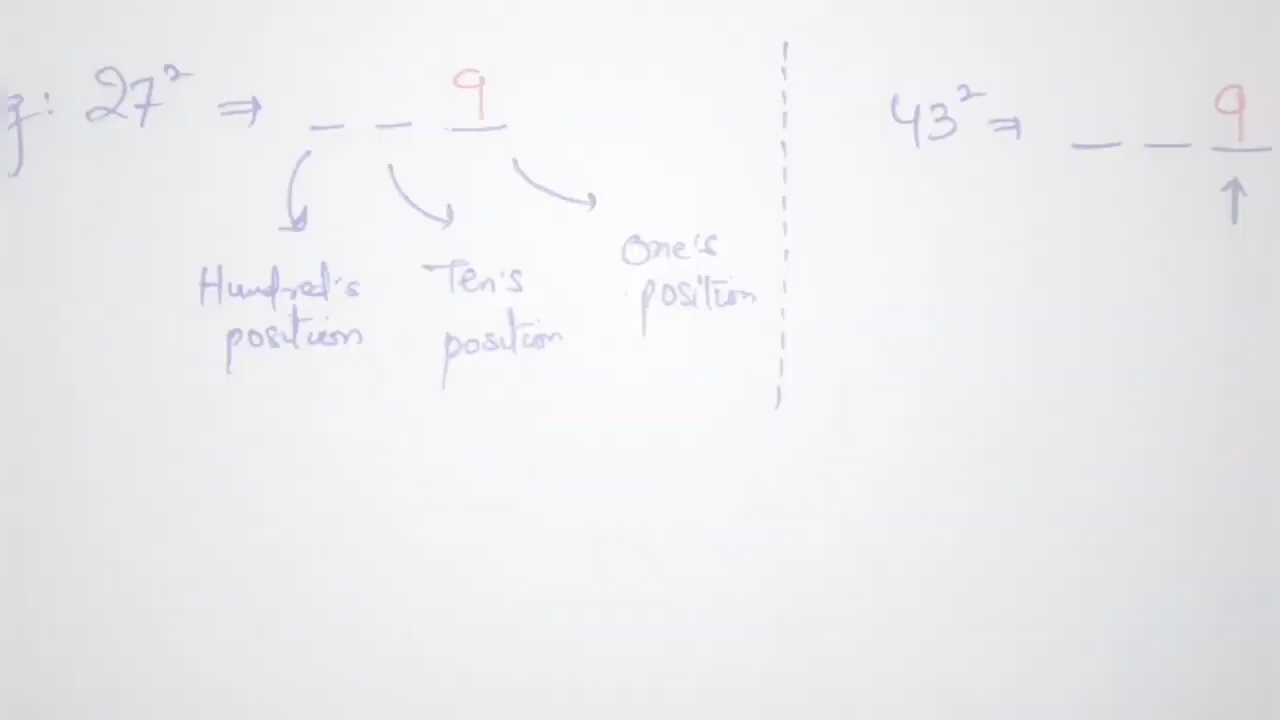 g: 27² ⇒ _ _ 9
Hundred's
position
Ten's
position
One's
position
43² ⇒ _ _ 9